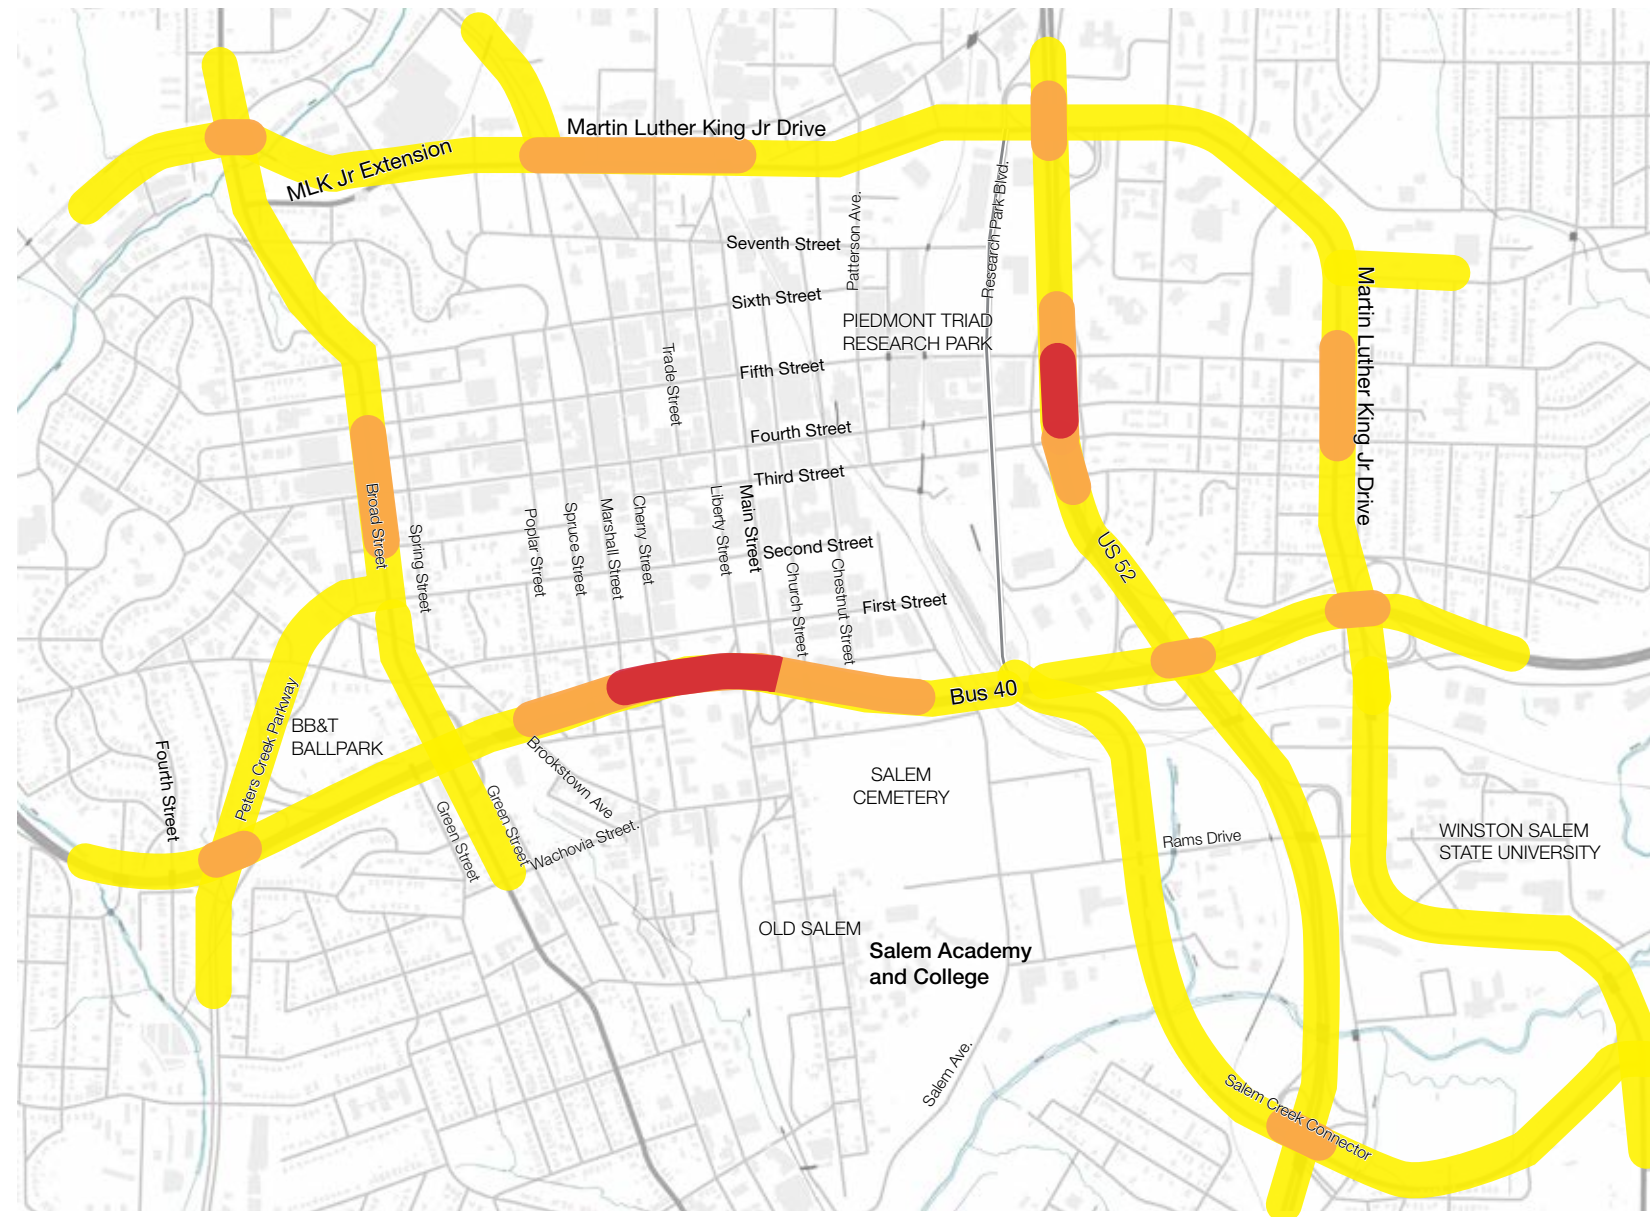 Martin Luther King Jr Drive
MLK Jr Extension
Patterson Ave.
Research Park Blvd.
Seventh Street
Sixth Street
PIEDMONT TRIAD
RESEARCH PARK
Martin Luther King Jr Drive
Trade Street
Fifth Street
Fourth Street
Third Street
Broad Street
Spring Street
Poplar Street
Spruce Street
Marshall Street
Cherry Street
Liberty Street
Main Street
Second Street
Church Street
Chestnut Street
First Street
US 52
Bus 40
Peters Creek Parkway
BB&T
BALLPARK
Fourth Street
Brookstown Ave
Green Street
Green Street
Wachovia Street.
SALEM
CEMETERY
Rams Drive
WINSTON SALEM
STATE UNIVERSITY
OLD SALEM
Salem Academy
and College
Salem Ave.
Salem Creek Connector